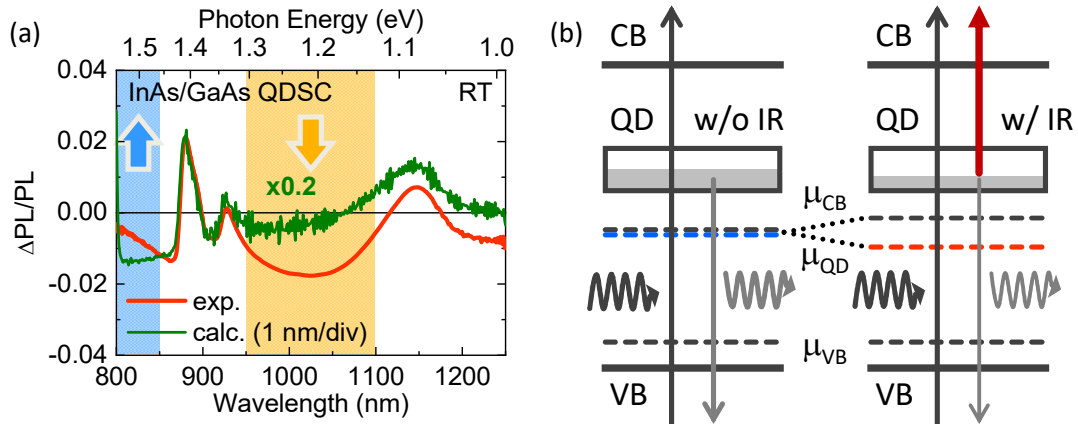 (a)
Photon Energy (eV)
1.5 1.4 1.3 1.2 1.1 1.0
0.04
0.02
0.00
-0.02
-0.04
ΔPL/PL
InAs/GaAs QDSC
RT
x0.2
exp.
calc. (1 nm/div)
800 900 1000 1100 1200
Wavelength (nm)
(b)
CB
QD
w/o IR
VB
CB
QD
w/ IR
μCB
μQD
μVB
VB